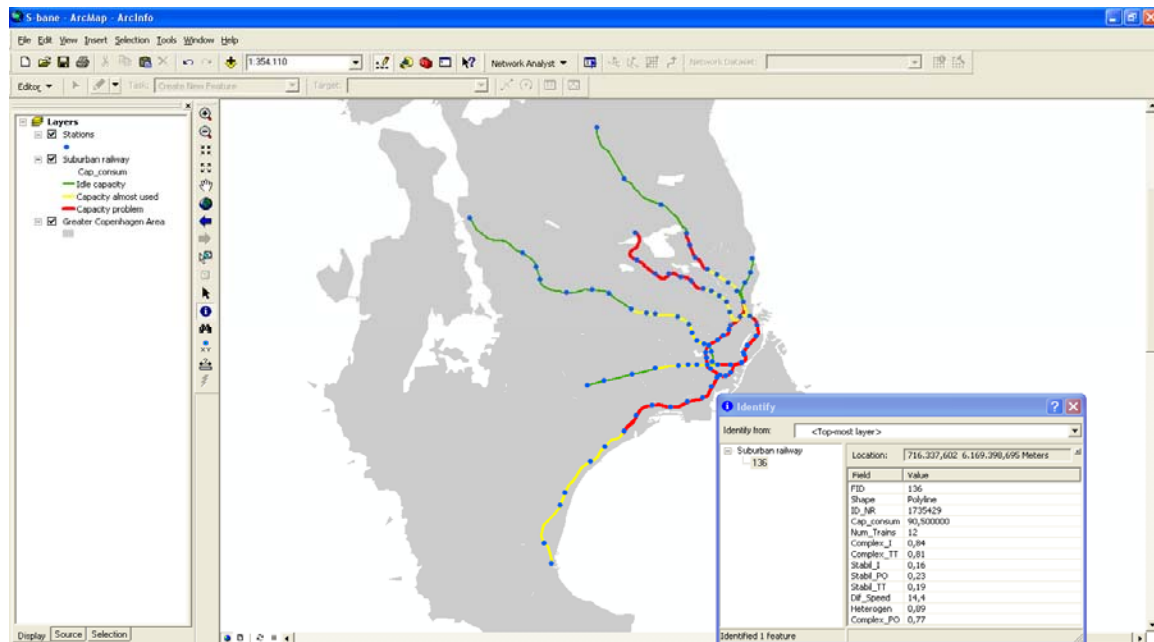 S-bane - ArcMap - ArcInfo
File Edit View Insert Selection Tools Window Help
1:354.110
Network Analyst
Network Dataset:
Editor
Task: Create New Feature
Target:
Layers
Stations
Suburban railway
Cap_consum
Idle capacity
Capacity almost used
Capacity problem
Greater Copenhagen Area
Display Source Selection
Identify
Identify from: <Top-most layer>
Suburban railway
136
Location: 716.337,602 6.169.398,695 Meters
Field Value
FID 136
Shape Polyline
ID_NR 1735429
Cap_consum 90,500000
Num_Trains 12
Complex_I 0,84
Complex_TT 0,81
Stabil_I 0,16
Stabil_PO 0,23
Stabil_TT 0,19
Dif_Speed 14,4
Heterogen 0,89
Complex_PO 0,77
Identified 1 feature